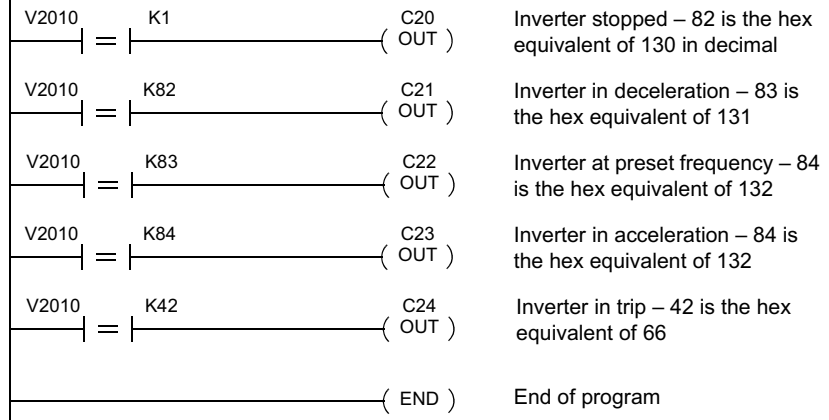 V2010 K1 C20
OUT
Inverter stopped – 82 is the hex
equivalent of 130 in decimal
V2010 K82 C21
OUT
Inverter in deceleration – 83 is
the hex equivalent of 131
V2010 K83 C22
OUT
Inverter at preset frequency – 84
is the hex equivalent of 132
V2010 K84 C23
OUT
Inverter in acceleration – 84 is
the hex equivalent of 132
V2010 K42 C24
OUT
Inverter in trip – 42 is the hex
equivalent of 66
END
End of program